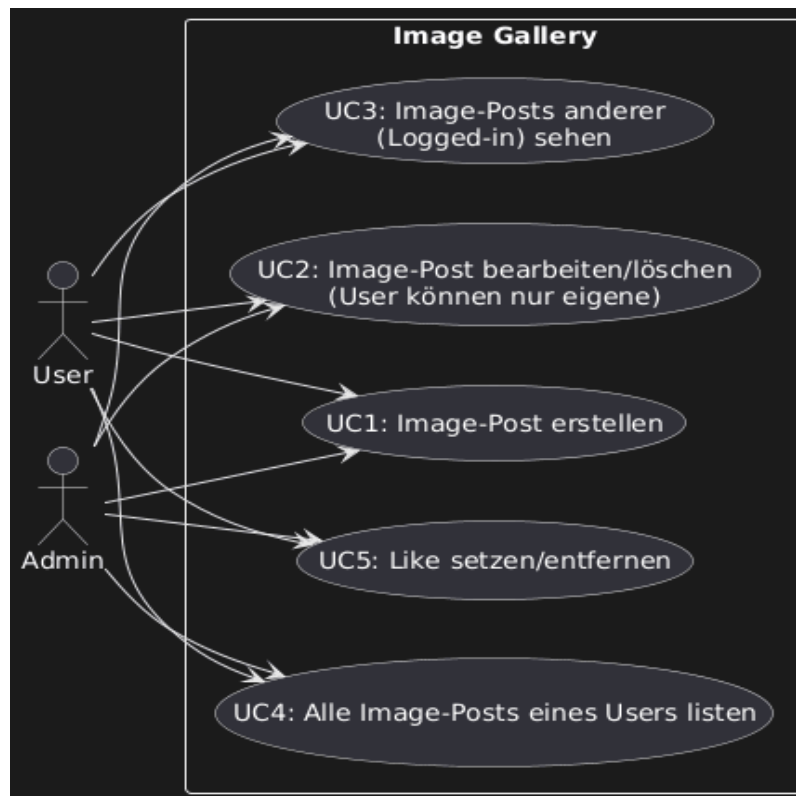 Image Gallery
UC3: Image-Posts anderer
(Logged-in) sehen
UC2: Image-Post bearbeiten/löschen
(User können nur eigene)
User
UC1: Image-Post erstellen
Admin
UC5: Like setzen/entfernen
UC4: Alle Image-Posts eines Users listen